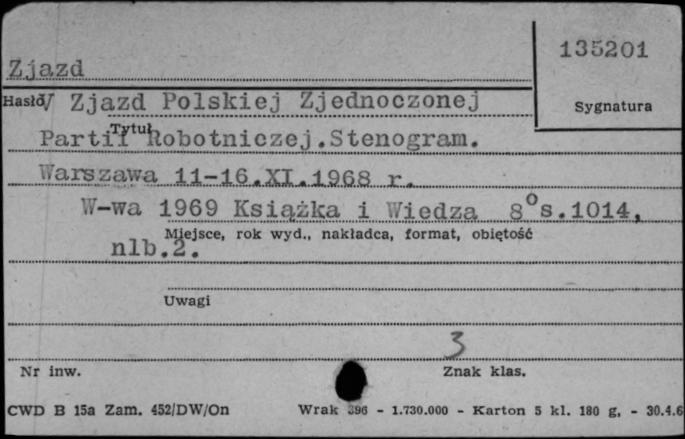 135201
Zjazd
Hasło V Zjazd Polskiej Zjednoczonej
Sygnatura
Tytuł
Partii Robotniczej.Stenogram.
Warszawa 11-16.XI.1968 r.
W-wa 1969 Książka i Wiedza 8° s.1014,
Miejsce, rok wyd., nakładca, format, objętość
nlb.2.
Uwagi
3
Nr inw.
Znak klas.
CWD B 15a Zam. 452/DW/On Wrak 396 - 1.730.000 - Karton 5 kl. 180 g, - 30.4.6